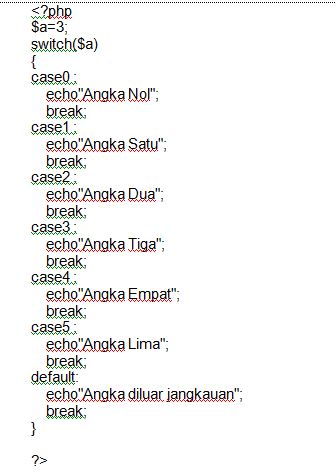 <?php
$a=3;
switch($a)
{
case0 :
echo"Angka Nol";
break;
case1 :
echo"Angka Satu";
break;
case2 :
echo"Angka Dua";
break;
case3 :
echo"Angka Tiga";
break;
case4 :
echo"Angka Empat";
break;
case5 :
echo"Angka Lima";
break;
default:
echo"Angka diluar jangkauan";
break;
}
?>